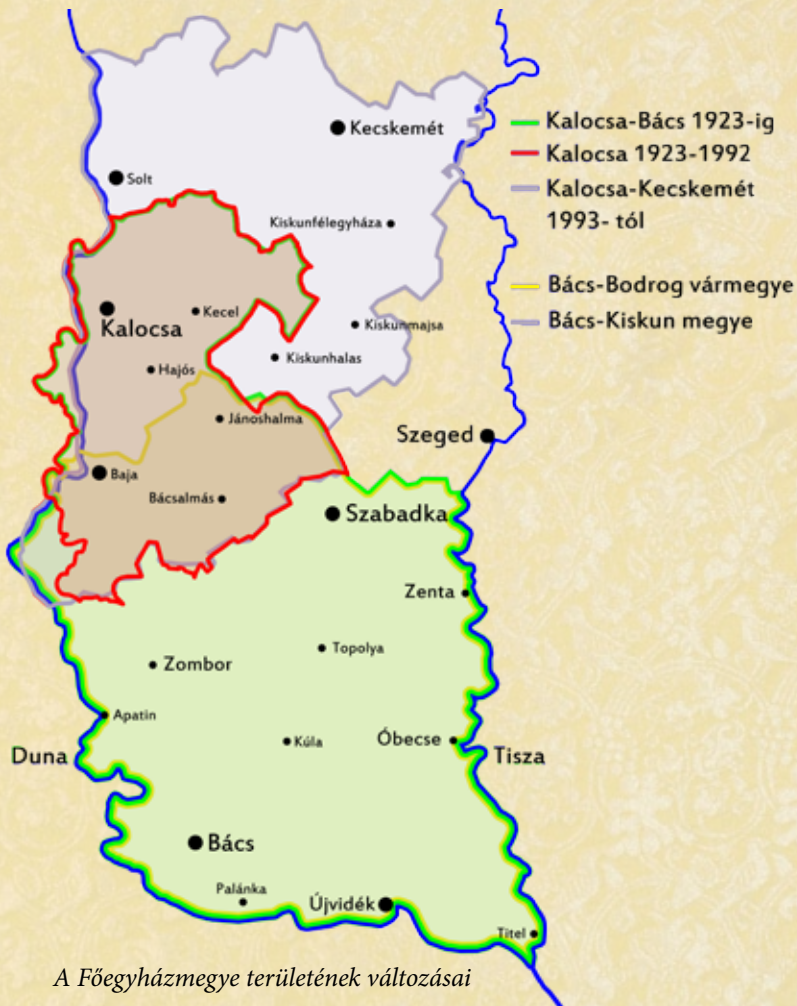 Kecskemét
Solt
Kiskunfélegyháza
Kalocsa
Kecel
Kiskunmajsa
Kiskunhalas
Hajós
Jánoshalma
Szeged
Baja
Bácsalmás
Szabadka
Zenta
Topolya
Zombor
Apatin
Kúla
Óbecse
Duna
Tisza
Bács
Palánka
Újvidék
Titel
Kalocsa-Bács 1923-ig
Kalocsa 1923-1992
Kalocsa-Kecskemét
1993- tól
Bács-Bodrog vármegye
Bács-Kiskun megye
A Főegyházmegye területének változásai